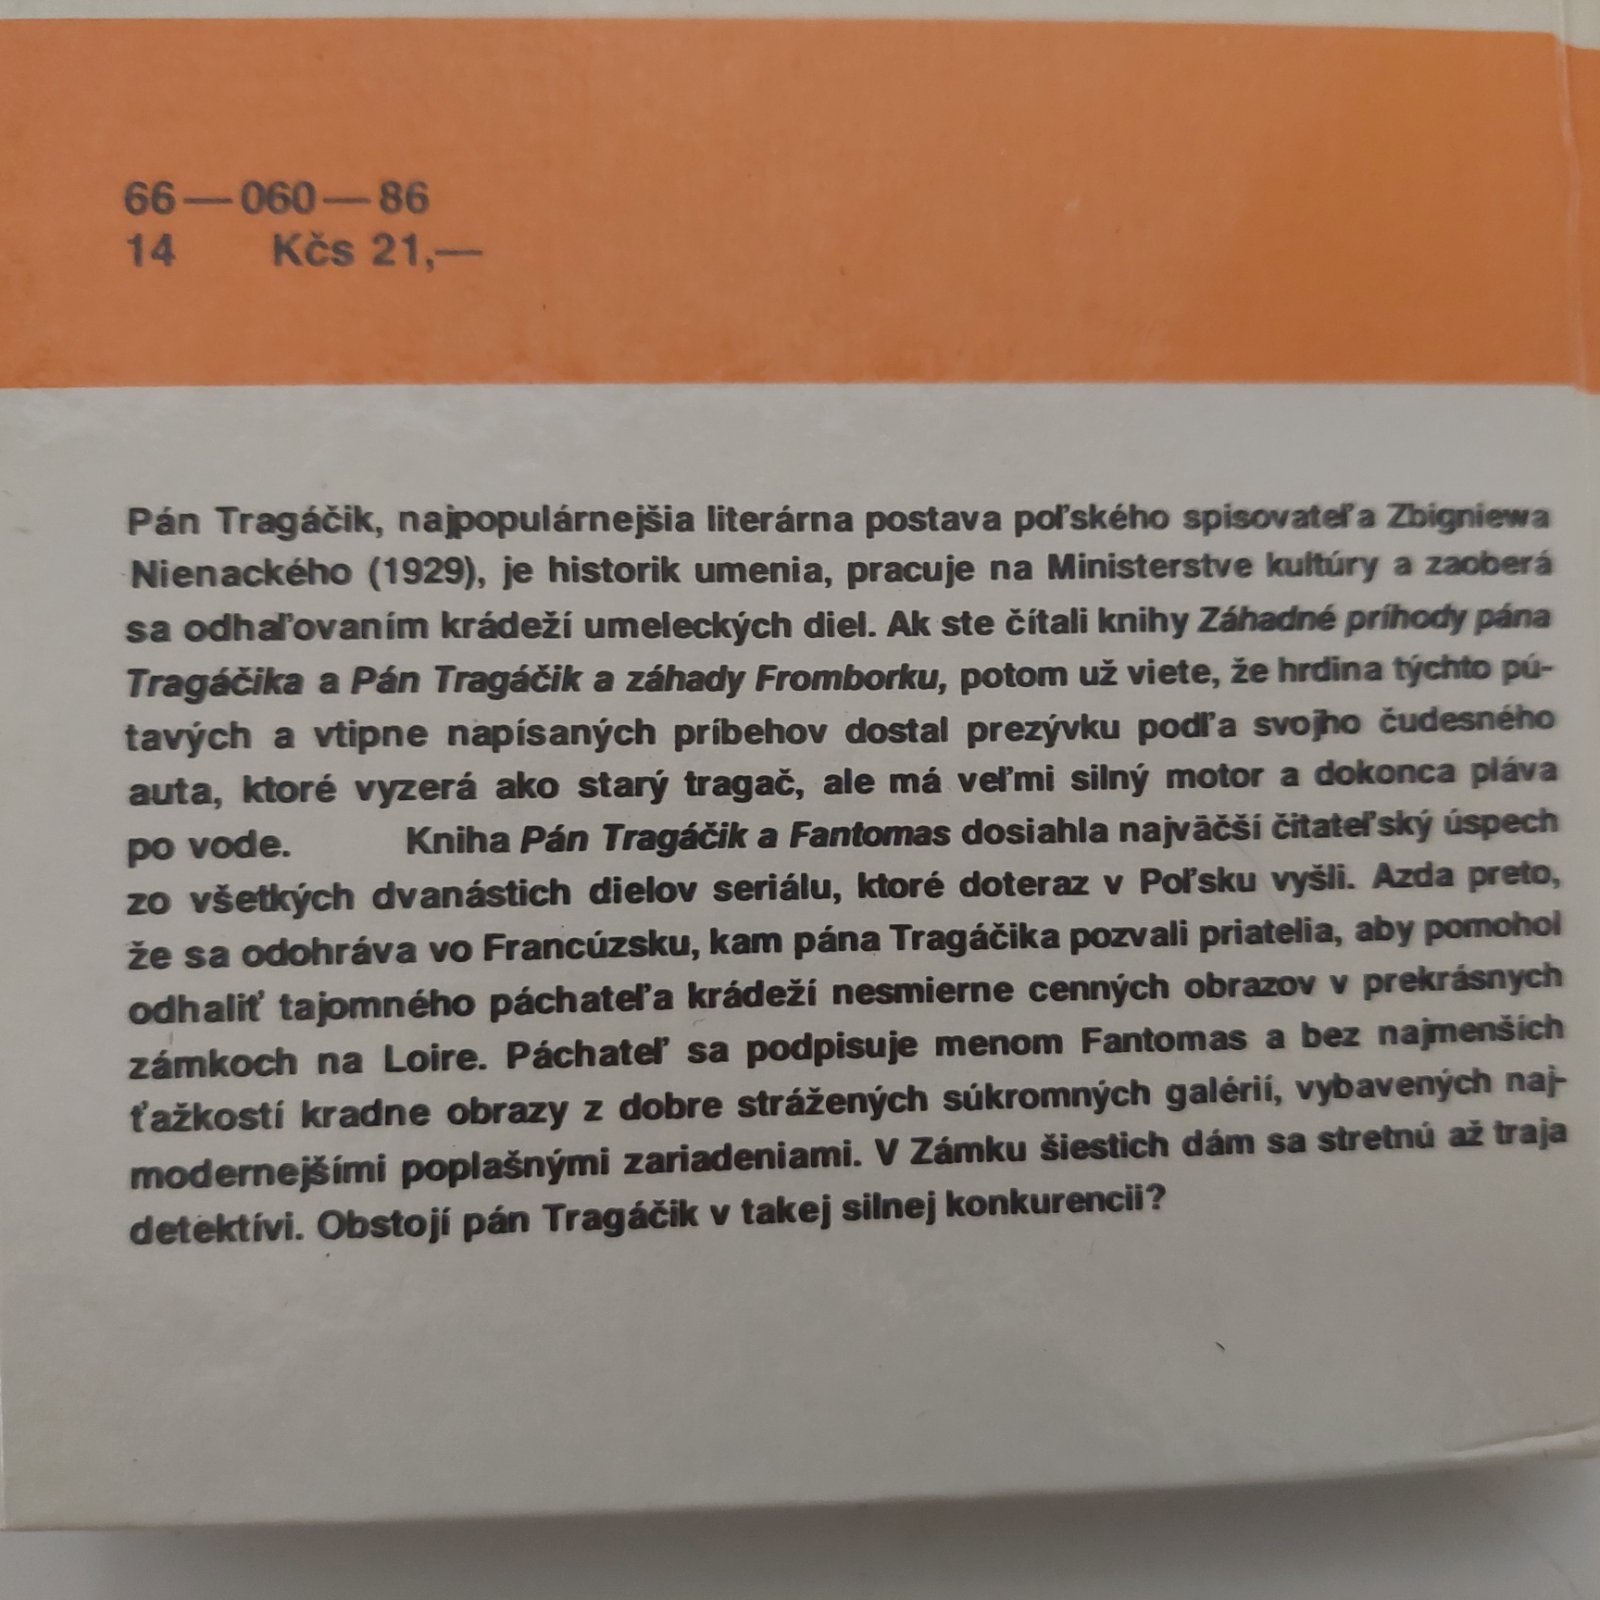 66—060—86
14 Kčs 21,—
Pán Tragáčik, najpopulárnejšia literárna postava poľského spisovateľa Zbigniewa
Nienackého (1929), je historik umenia, pracuje na Ministerstve kultúry a zaoberá
sa odhaľovaním krádeží umeleckých diel. Ak ste čítali knihy Záhadné príhody pána
Tragáčika a Pán Tragáčik a záhady Fromborku, potom už viete, že hrdina týchto pú-
tavých a vtipne napísaných príbehov dostal prezývku podľa svojho čudesného
auta, ktoré vyzerá ako starý tragač, ale má veľmi silný motor a dokonca pláva
po vode. Kniha Pán Tragáčik a Fantomas dosiahla najväčší čitateľský úspech
zo všetkých dvanástich dielov seriálu, ktoré doteraz v Poľsku vyšli. Azda preto,
že sa odohráva vo Francúzsku, kam pána Tragáčika pozvali priatelia, aby pomohol
odhaliť tajomného páchateľa krádeží nesmierne cenných obrazov v prekrásnych
zámkoch na Loire. Páchateľ sa podpisuje menom Fantomas a bez najmenších
ťažkostí kradne obrazy z dobre strážených súkromných galérií, vybavených naj-
modernejšími poplašnými zariadeniami. V Zámku šiestich dám sa stretnú až traja
detektívi. Obstojí pán Tragáčik v takej silnej konkurencii?